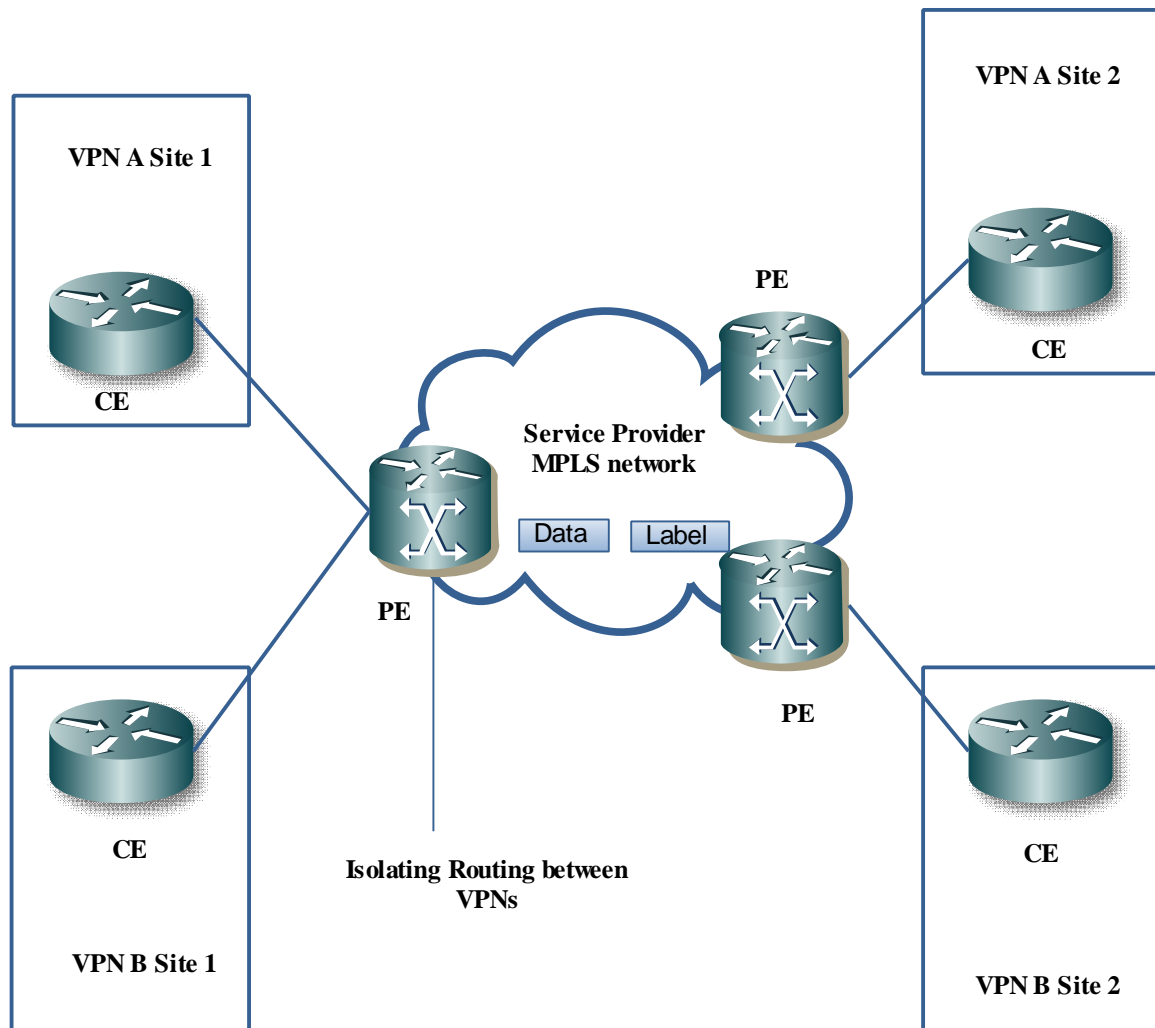 VPN A Site 2
VPN A Site 1
PE
CE
CE
Service Provider
MPLS network
Data
Label
PE
PE
CE
CE
Isolating Routing between
VPNs
VPN B Site 1
VPN B Site 2